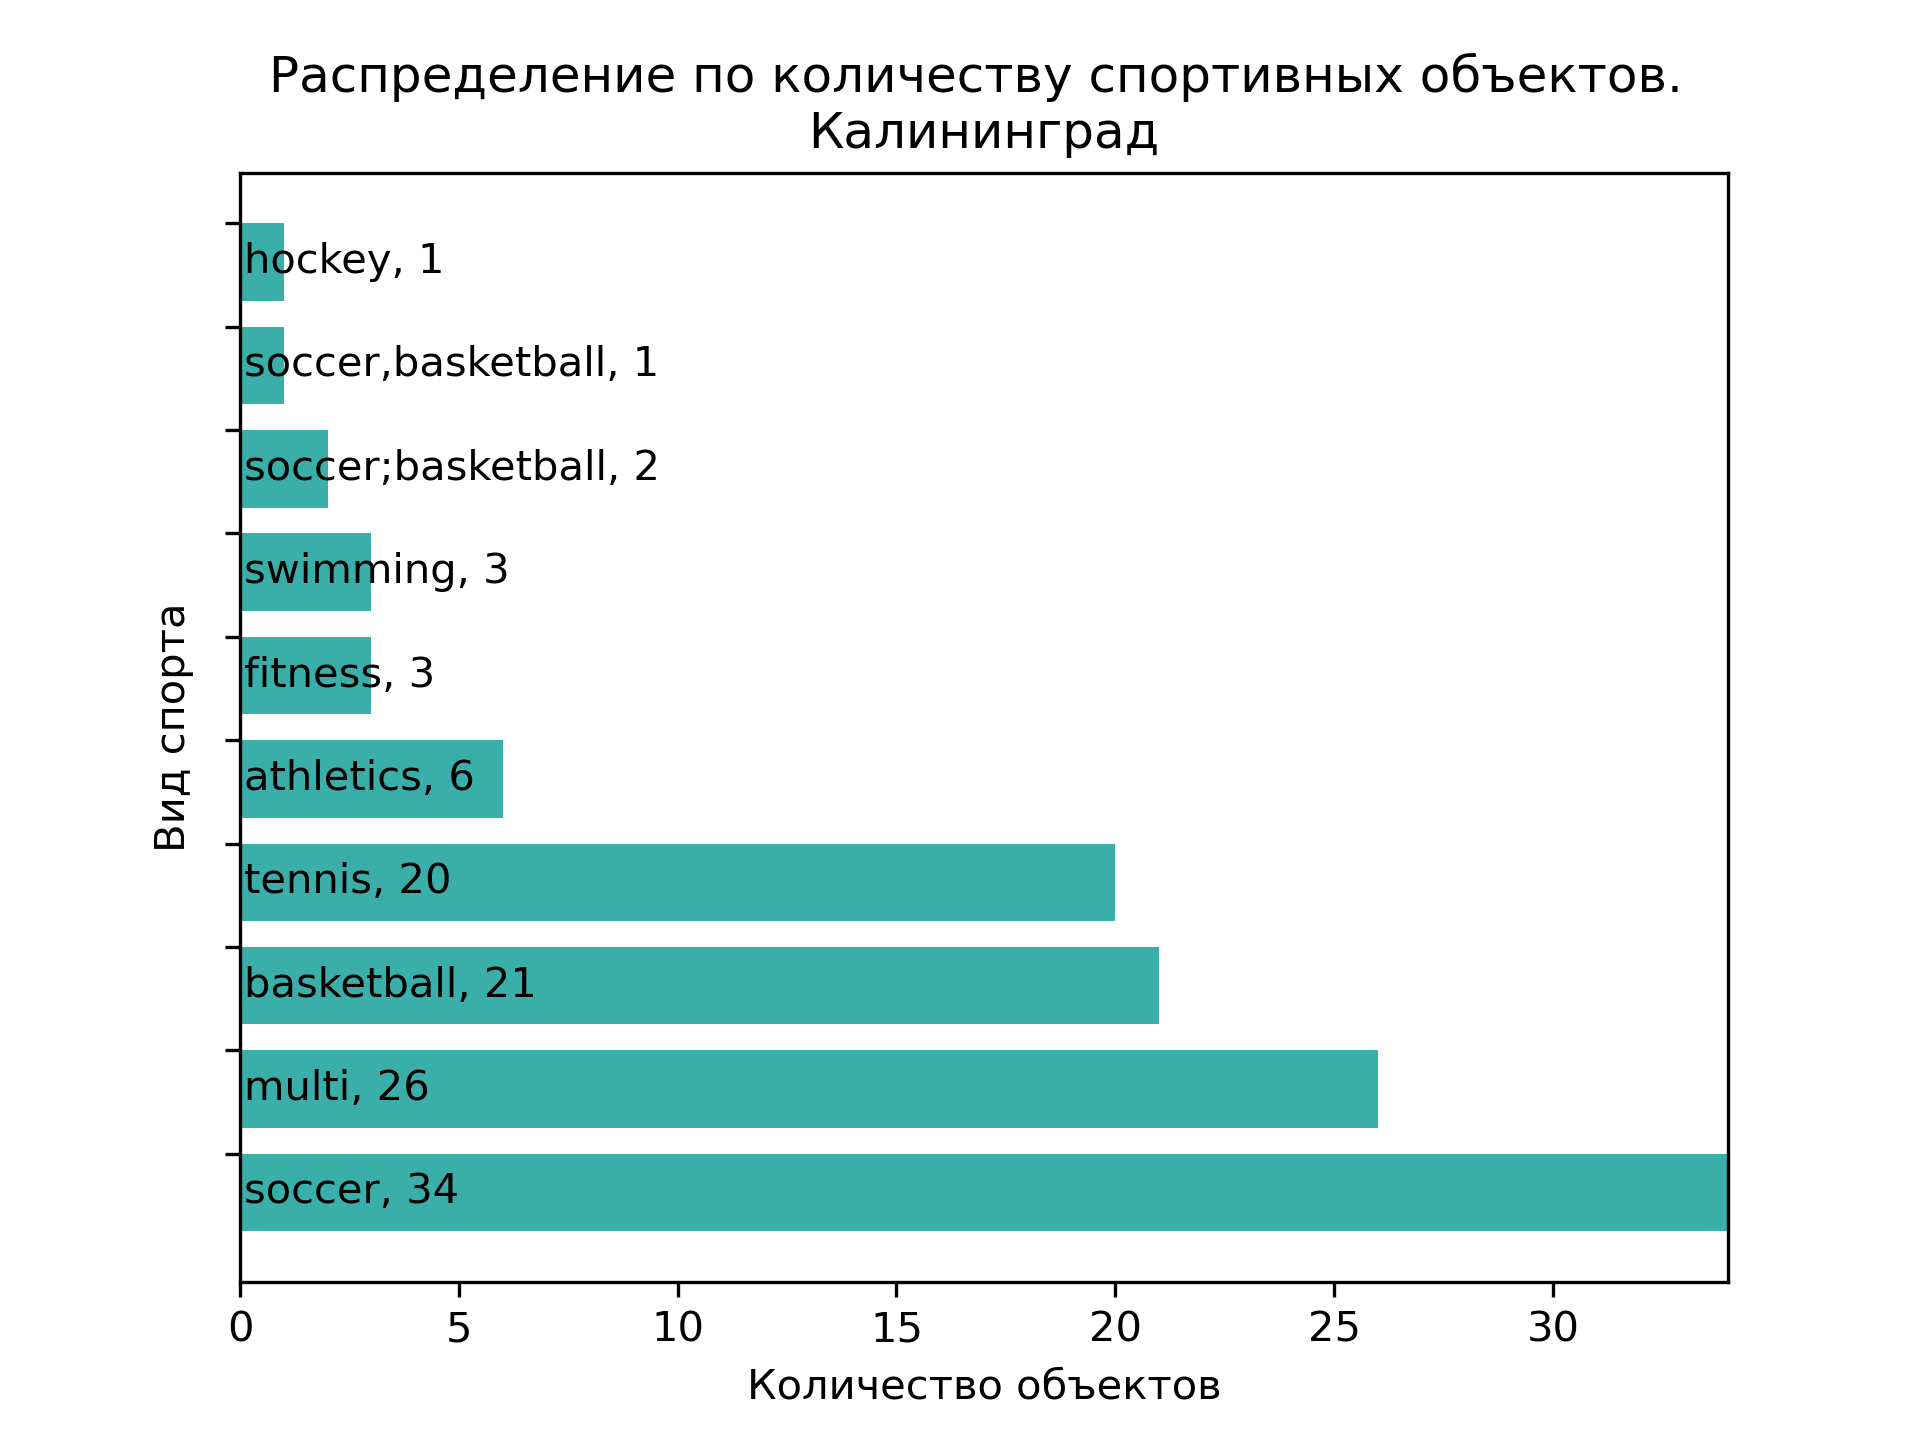 Распределение по количеству спортивных объектов.
Калининград
hockey, 1
soccer,basketball, 1
soccer;basketball, 2
swimming, 3
fitness, 3
athletics, 6
tennis, 20
basketball, 21
multi, 26
soccer, 34
Вид спорта
0 5 10 15 20 25 30
Количество объектов